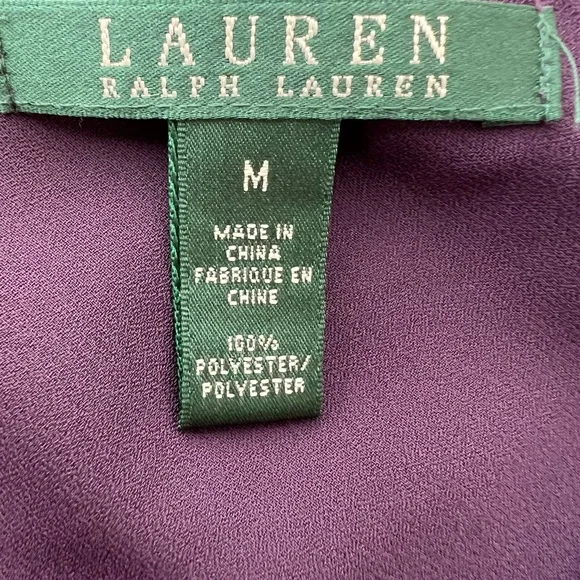 LAUREN
RALPH LAUREN
M
MADE IN
CHINA
FABRIQUE EN
CHINE
100%
POLYESTER/
POLYESTER